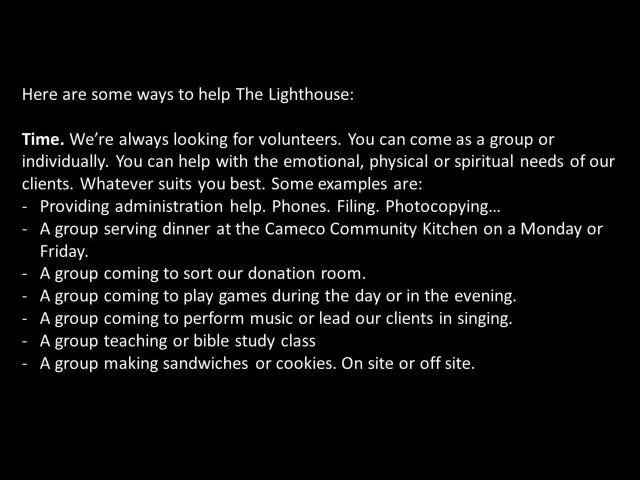 Here are some ways to help The Lighthouse:
Time. We’re always looking for volunteers. You can come as a group or
individually. You can help with the emotional, physical or spiritual needs of our
clients. Whatever suits you best. Some examples are:
- Providing administration help. Phones. Filing. Photocopying…
- A group serving dinner at the Cameco Community Kitchen on a Monday or
Friday.
- A group coming to sort our donation room.
- A group coming to play games during the day or in the evening.
- A group coming to perform music or lead our clients in singing.
- A group teaching or bible study class
- A group making sandwiches or cookies. On site or off site.